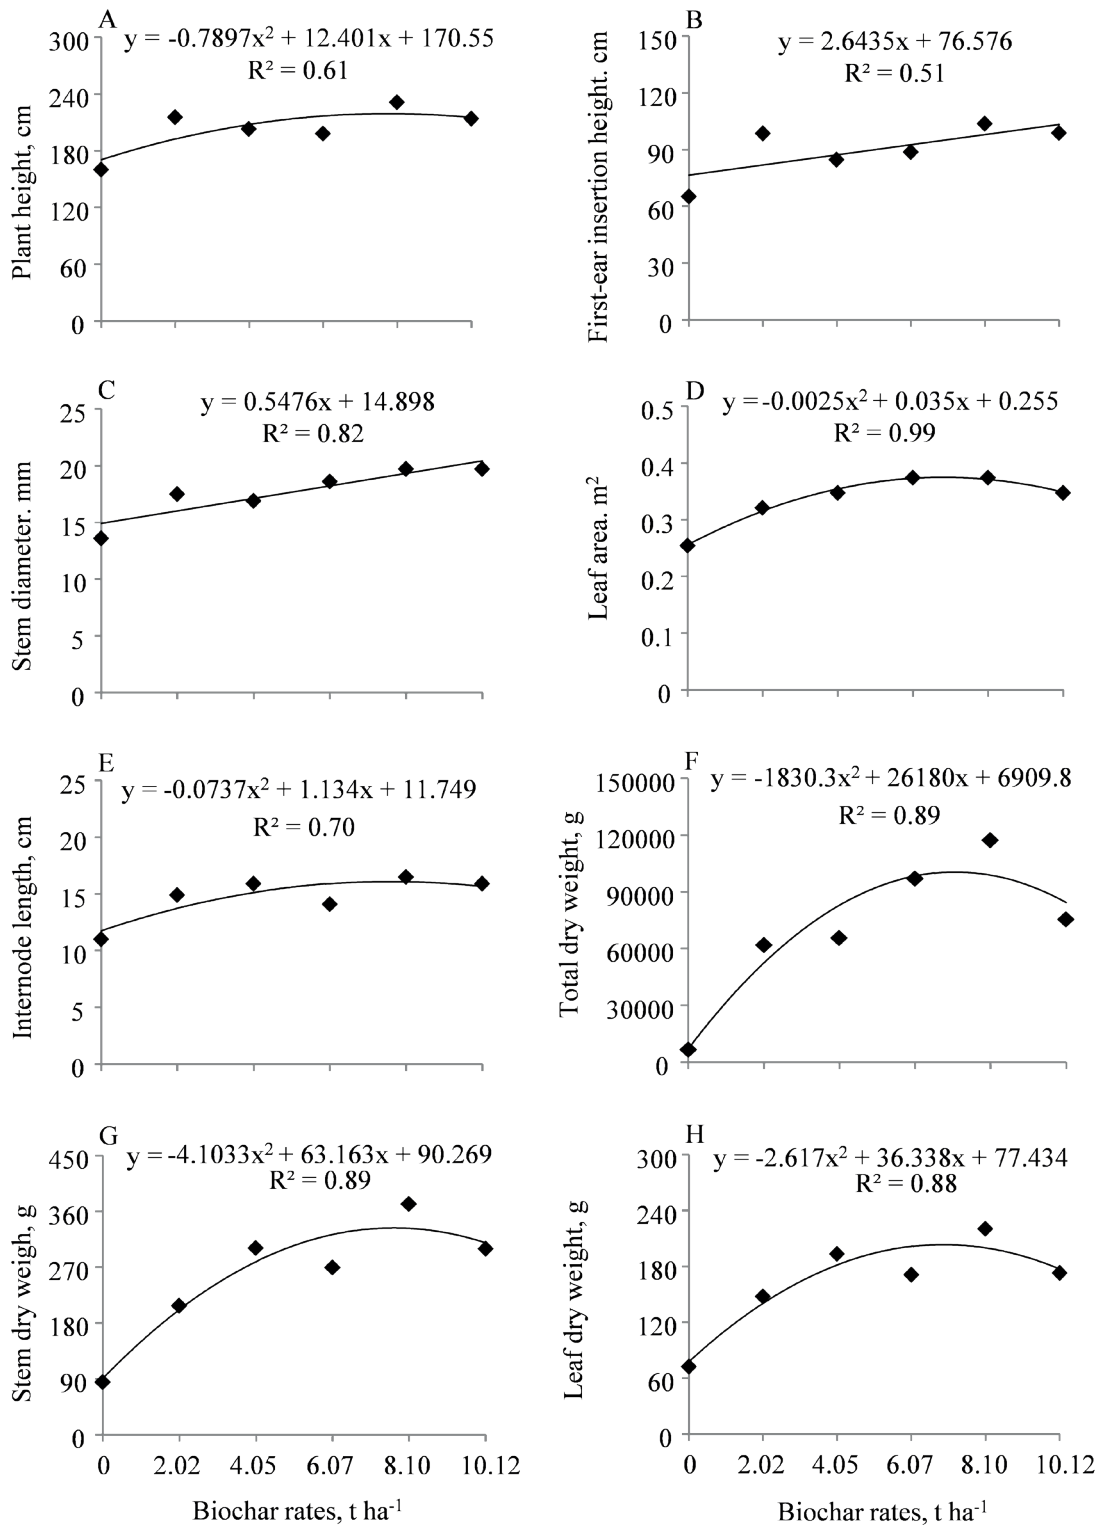 A
y = -0.7897x² + 12.401x + 170.55
R² = 0.61
300
240
180
120
60
0
Plant height, cm
B
y = 2.6435x + 76.576
R² = 0.51
150
120
90
60
30
0
First-ear insertion height. cm
C
y = 0.5476x + 14.898
R² = 0.82
25
20
15
10
5
0
Stem diameter. mm
D
y = -0.0025x² + 0.035x + 0.255
R² = 0.99
0.5
0.4
0.3
0.2
0.1
0
Leaf area. m²
E
y = -0.0737x² + 1.134x + 11.749
R² = 0.70
25
20
15
10
5
0
Internode length, cm
F
y = -1830.3x² + 26180x + 6909.8
R² = 0.89
150000
120000
90000
60000
30000
0
Total dry weight, g
G
y = -4.1033x² + 63.163x + 90.269
R² = 0.89
450
360
270
180
90
0
Stem dry weigh, g
0 2.02 4.05 6.07 8.10 10.12
Biochar rates, t ha⁻¹
H
y = -2.617x² + 36.338x + 77.434
R² = 0.88
300
240
180
120
60
0
Leaf dry weight, g
0 2.02 4.05 6.07 8.10 10.12
Biochar rates, t ha⁻¹